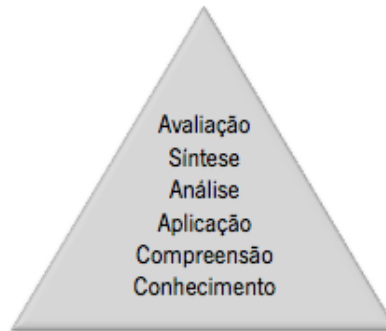 Avaliação
Síntese
Análise
Aplicação
Compreensão
Conhecimento